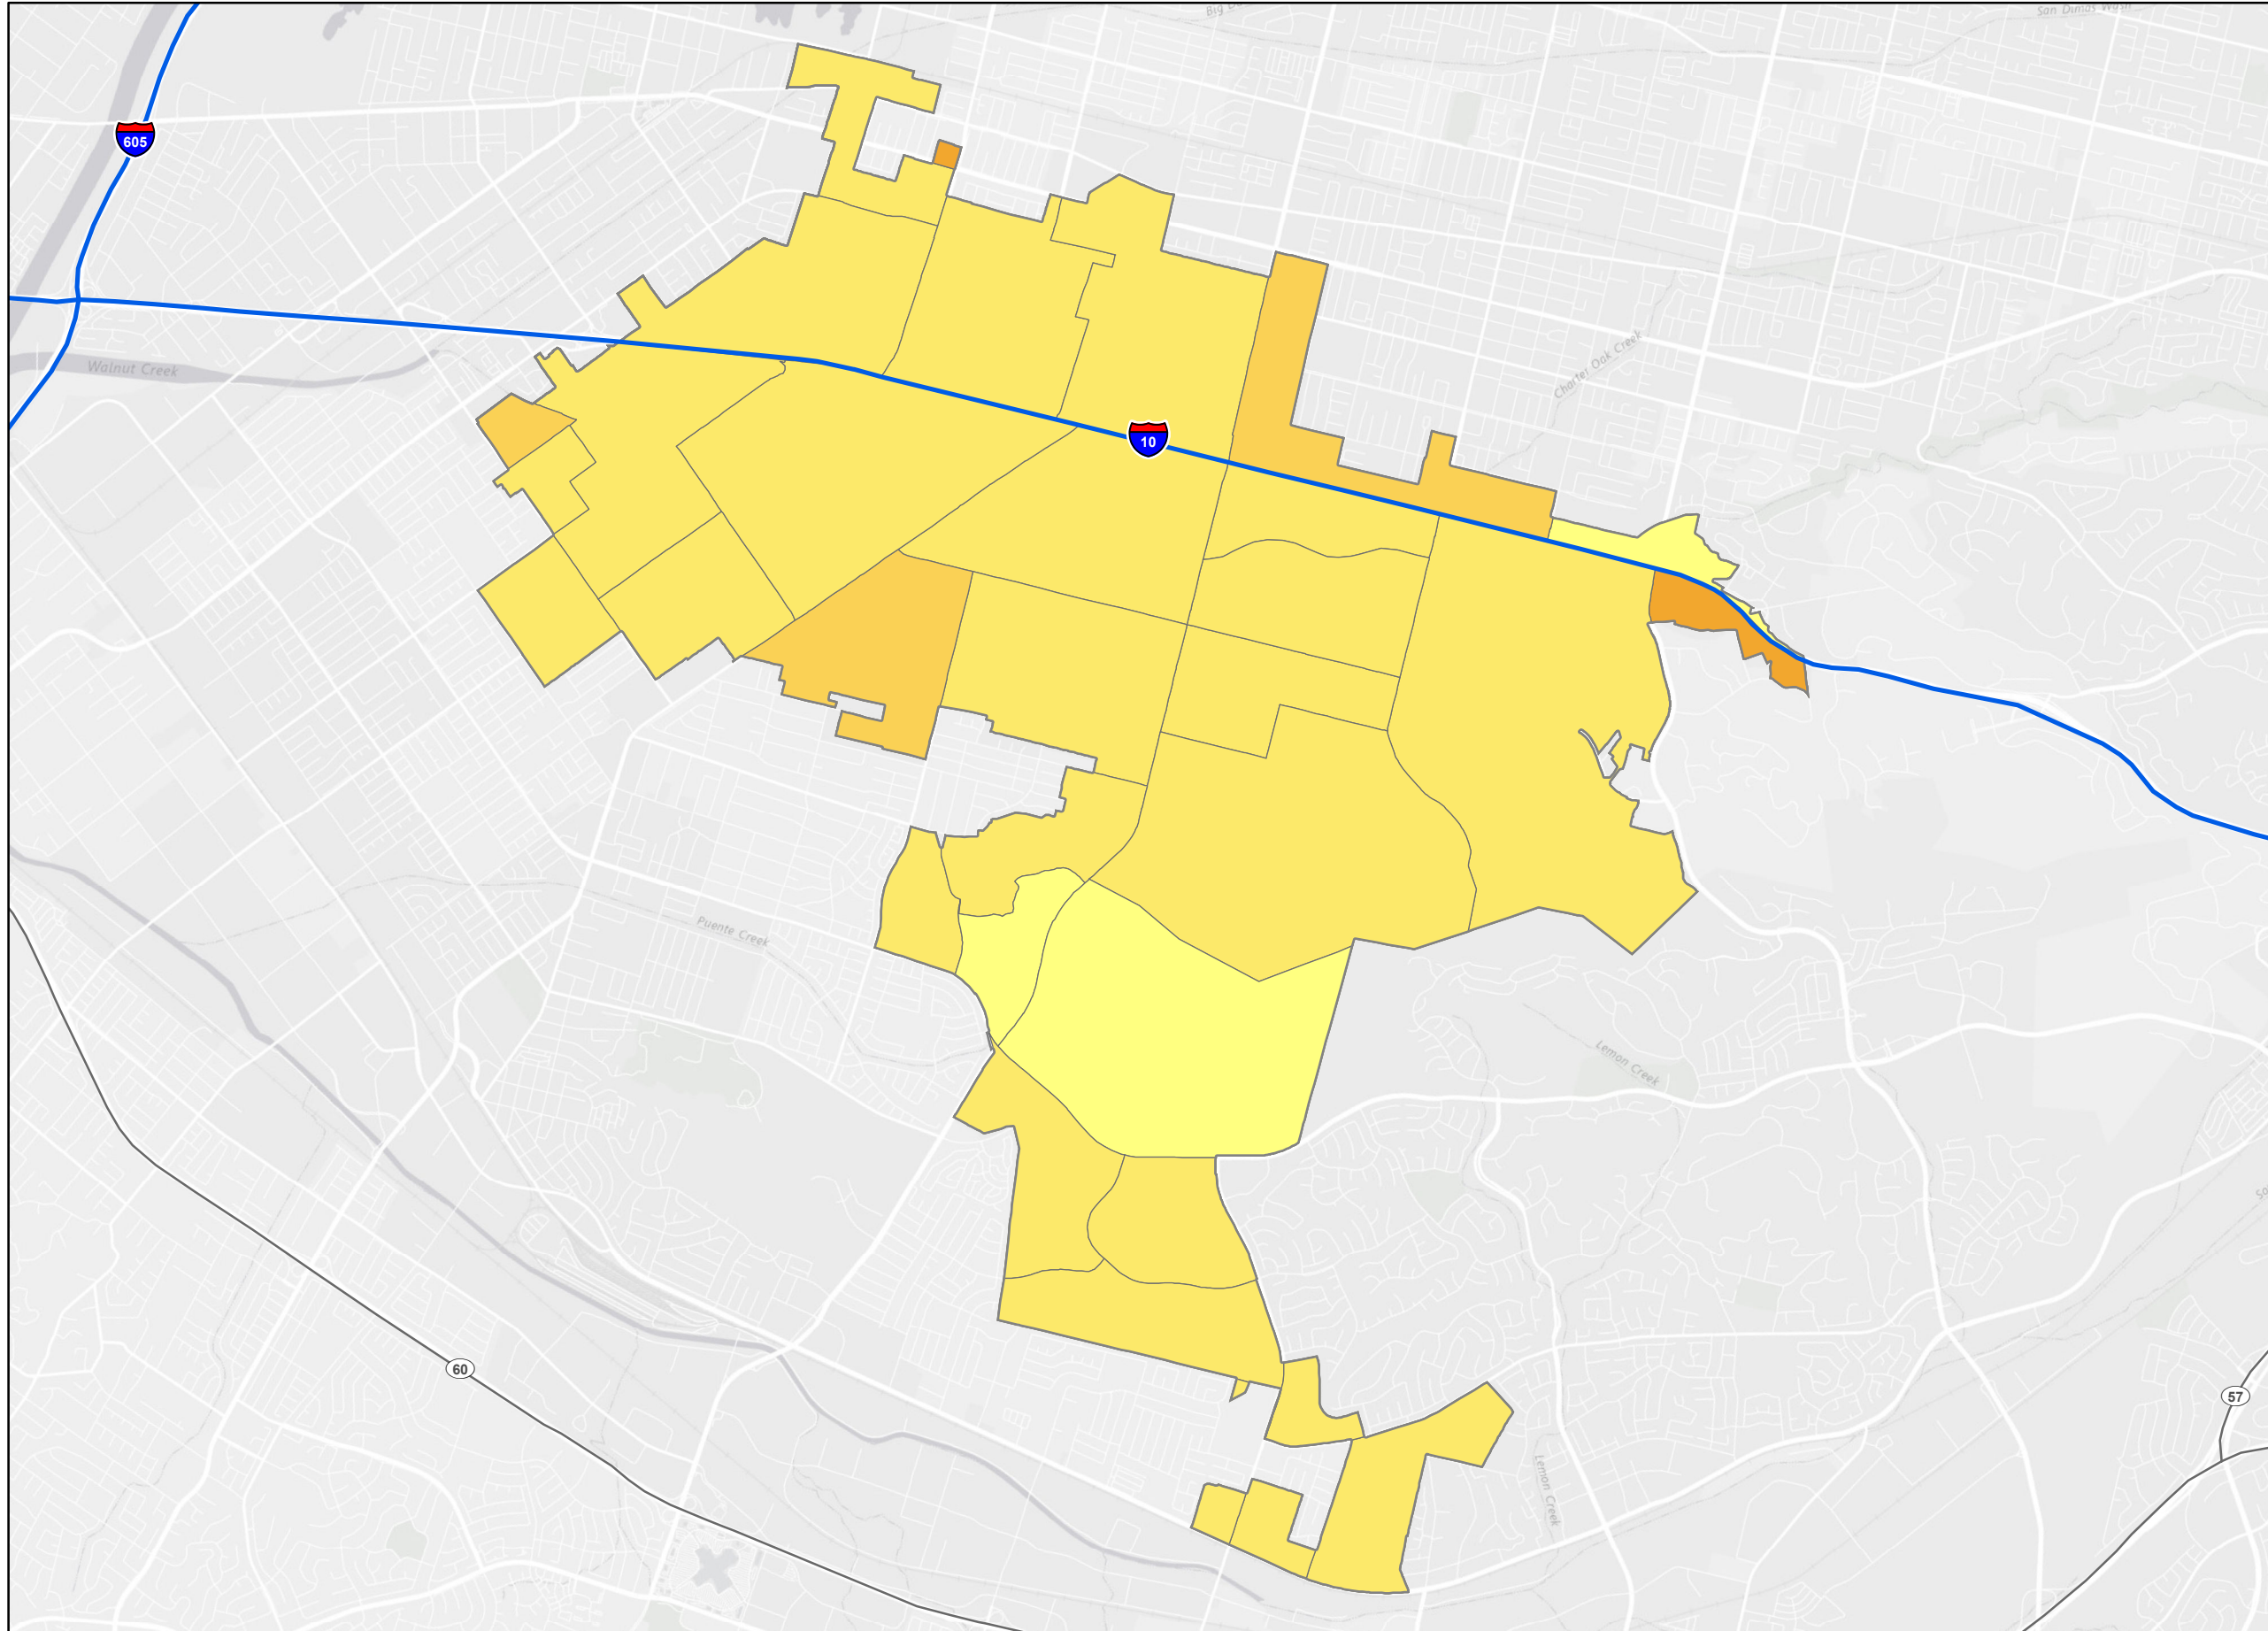 San Dimas Wash
605
Charter Oak Creek
Walnut Creek
10
Puente Creek
Lemon Creek
60
57
Lemon Creek